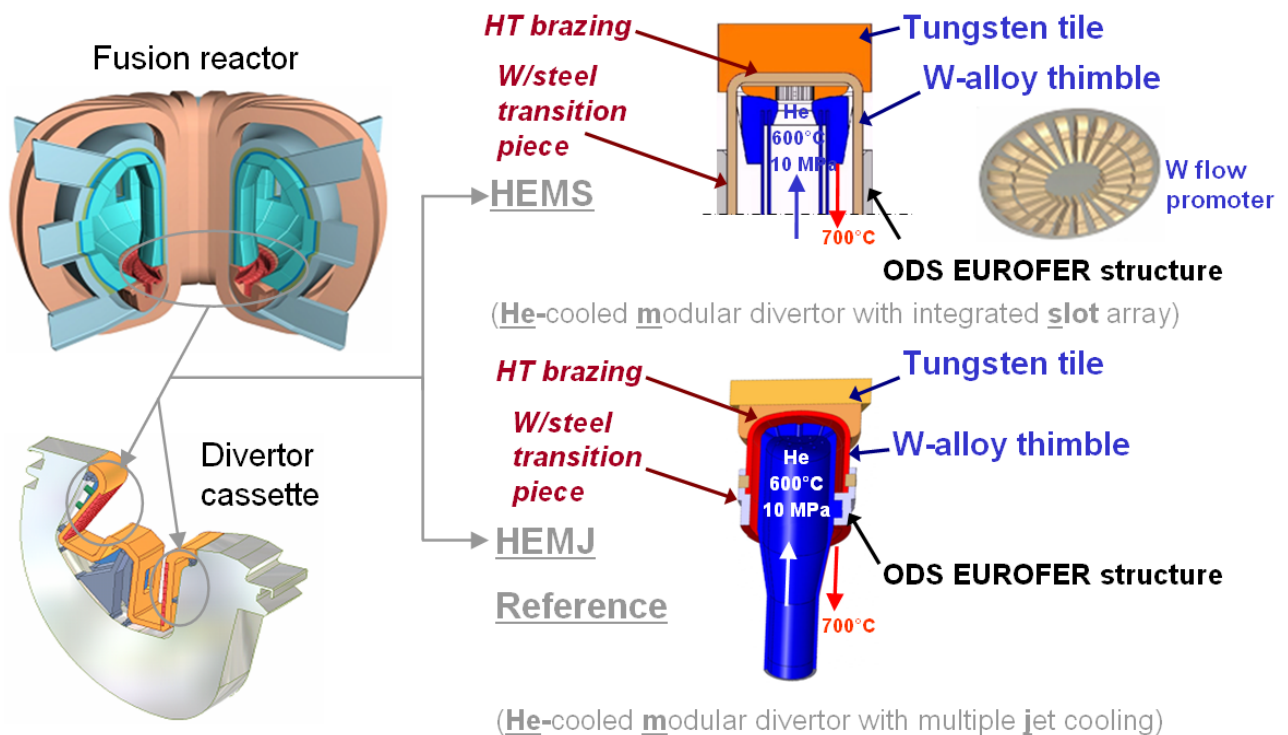 Fusion reactor
HT brazing
Tungsten tile
W/steel
transition
piece
W-alloy thimble
He
600°C
10 MPa
W flow
promoter
HEMS
700°C
ODS EUROFER structure
(He-cooled modular divertor with integrated slot array)
HT brazing
Tungsten tile
W/steel
transition
piece
W-alloy thimble
He
600°C
10 MPa
Divertor
cassette
HEMJ
ODS EUROFER structure
Reference
700°C
(He-cooled modular divertor with multiple jet cooling)